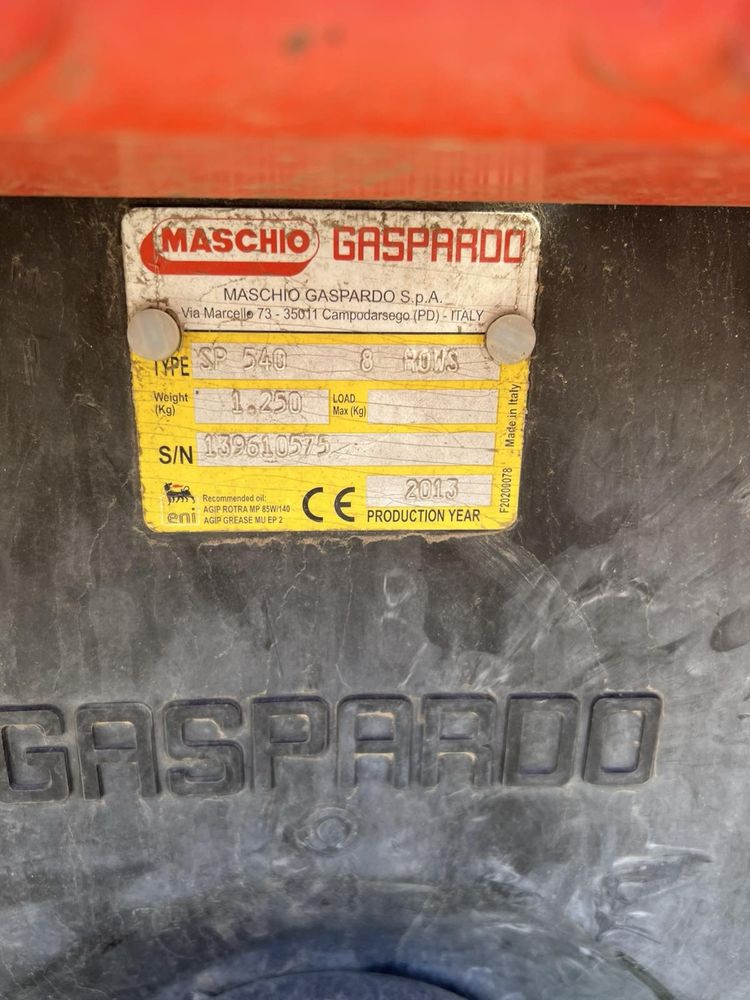 MASCHIO GASPARDO
MASCHIO GASPARDO S.p.A.
Via Marcello 73 - 35011 Campodarsego (PD) - ITALY
TYPE SP 540 8 ROWS
Weight (Kg) 1.250 LOAD Max (Kg)
S/N 139610575
Made in Italy
F20200078
eni
Recommended oil:
AGIP ROTRA MP 85W/140
AGIP GREASE MU EP 2
CE
2013
PRODUCTION YEAR
GASPARDO